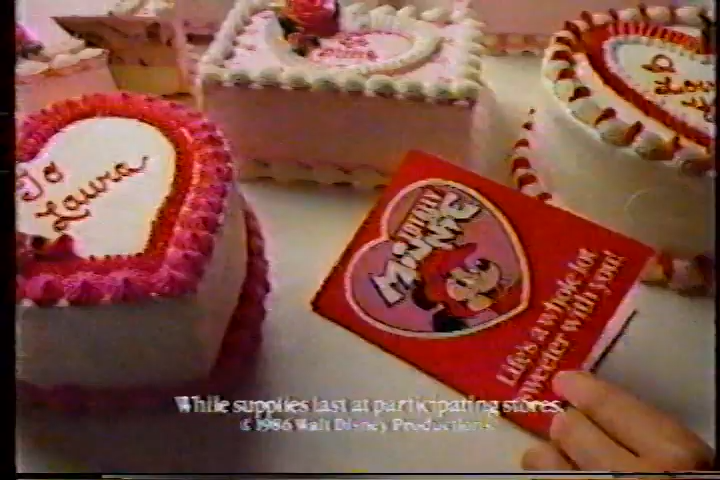 To
Laura
TOTALLY
MINNIE
Life's a whole lot
sweeter with you!
While supplies last at participating stores.
© 1986 Walt Disney Productions.